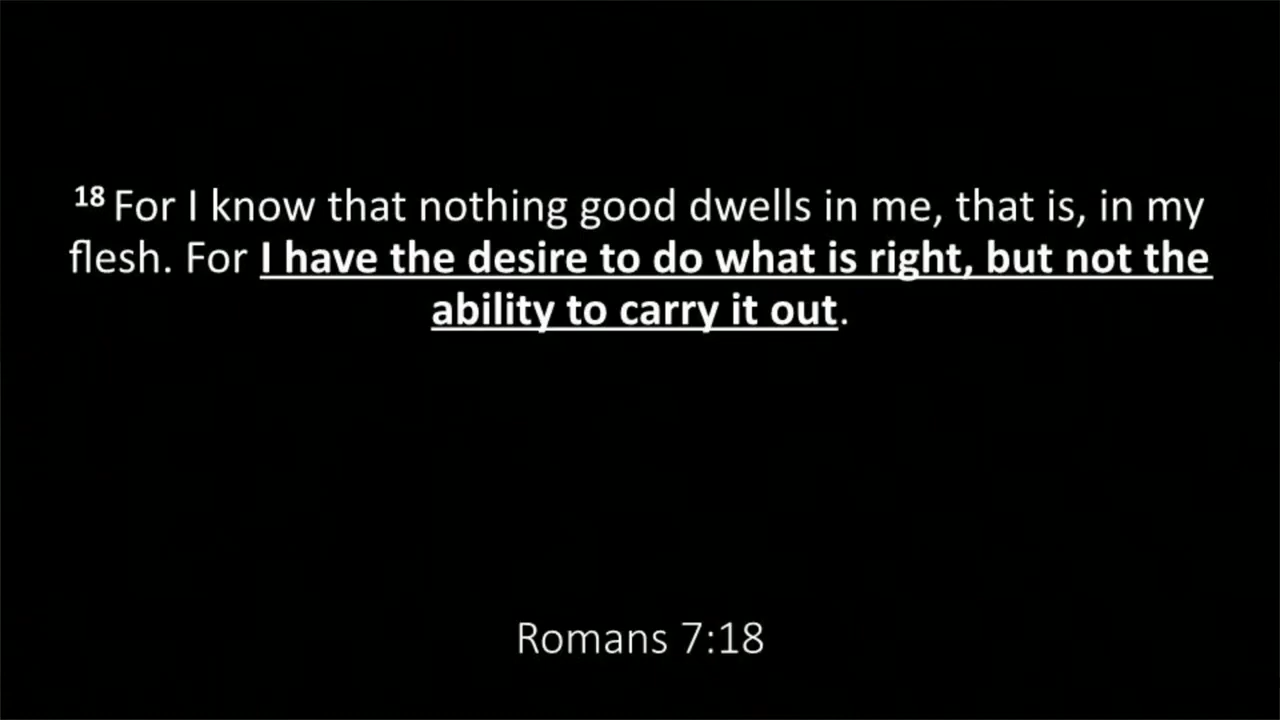 18 For I know that nothing good dwells in me, that is, in my
flesh. For I have the desire to do what is right, but not the
ability to carry it out.
Romans 7:18